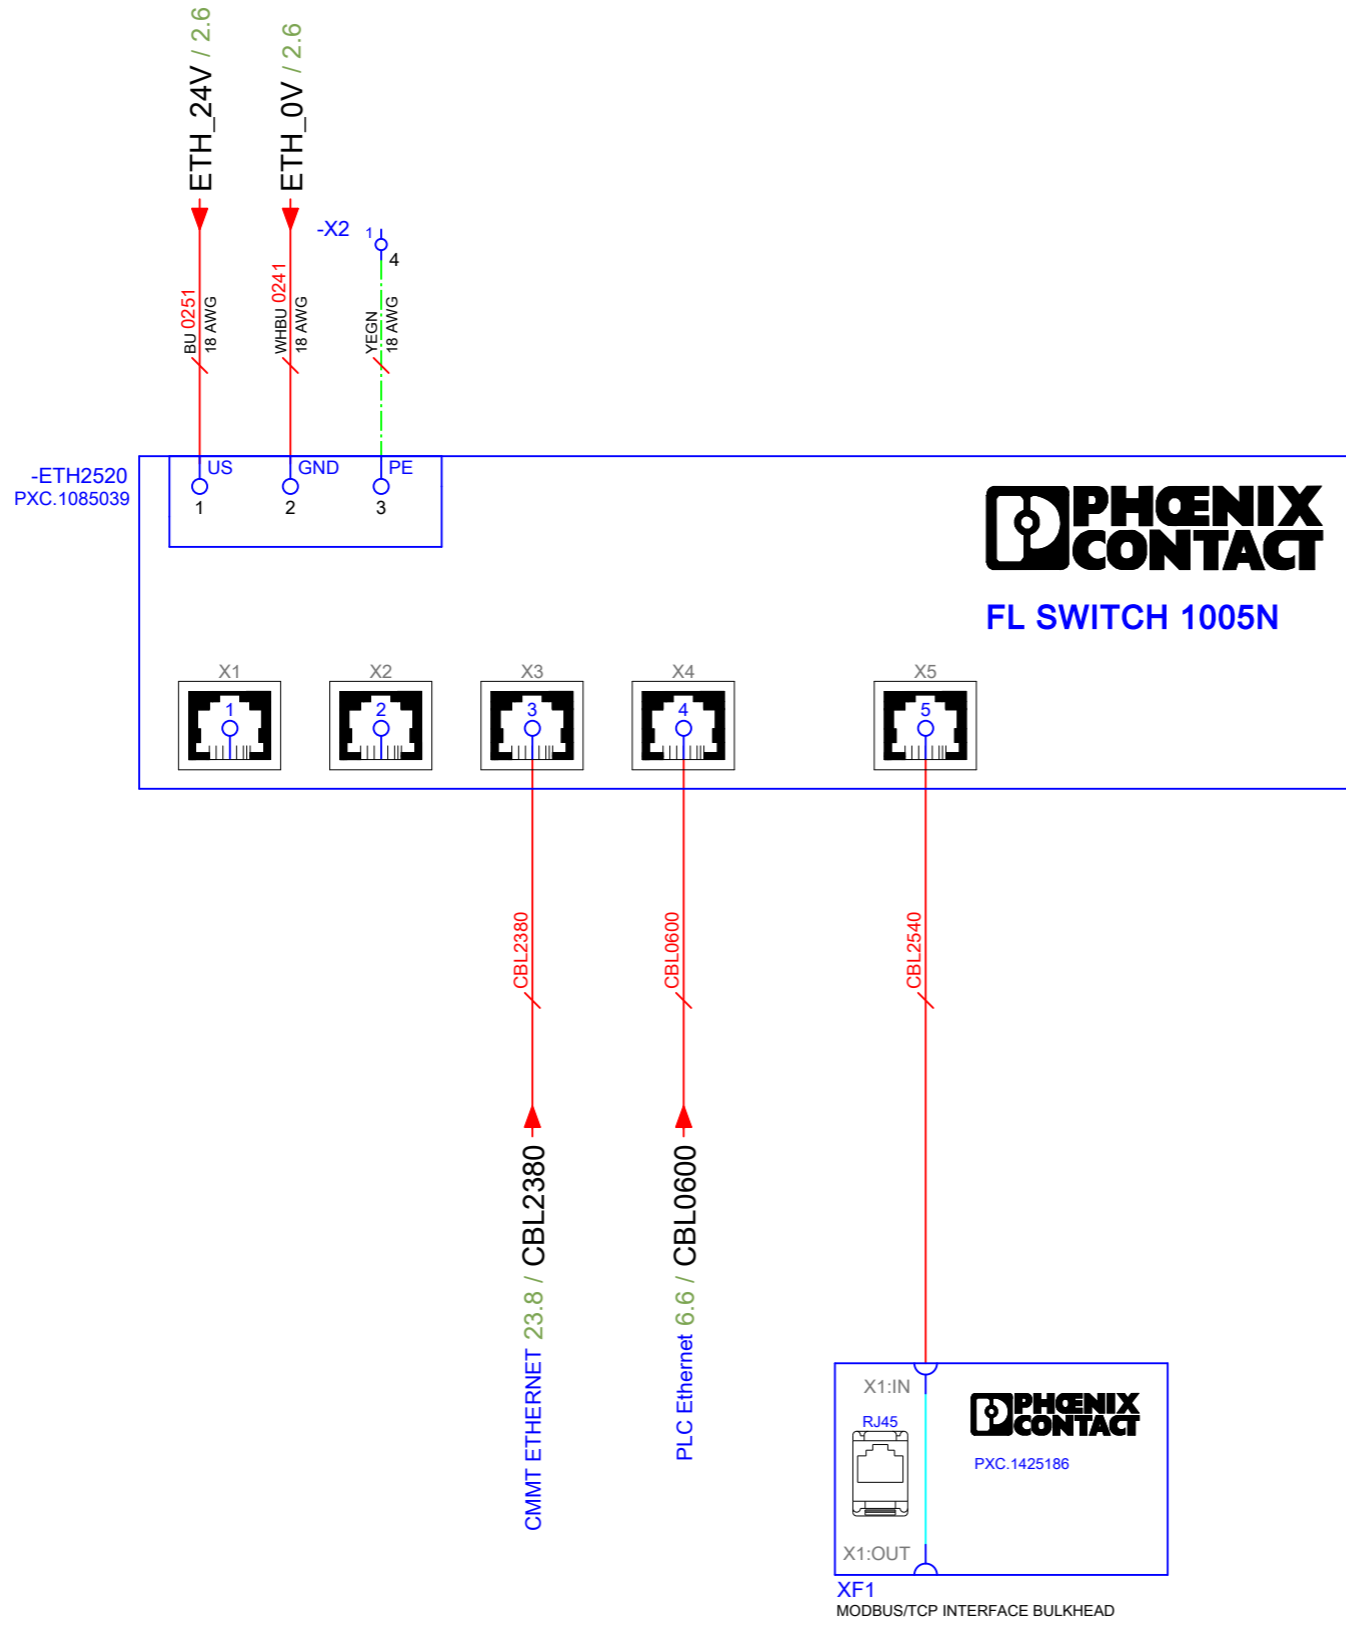 ETH_24V / 2.6
ETH_0V / 2.6
-X2
1
4
BU 0251
18 AWG
WHBU 0241
18 AWG
YEGN
18 AWG
-ETH2520
PXC.1085039
US
GND
PE
1
2
3
PHŒNIX
CONTACT
FL SWITCH 1005N
X1
X2
X3
X4
X5
1
2
3
4
5
CBL2380
CBL0600
CBL2540
CMMT ETHERNET 23.8 / CBL2380
PLC Ethernet 6.6 / CBL0600
X1:IN
RJ45
X1:OUT
PHŒNIX
CONTACT
PXC.1425186
XF1
MODBUS/TCP INTERFACE BULKHEAD